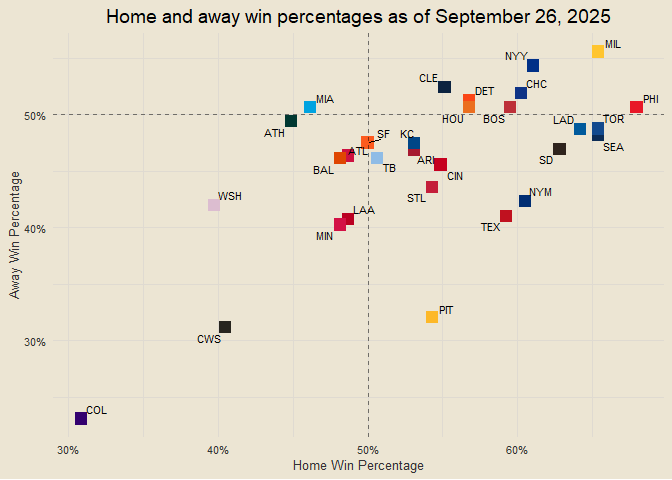 Home and away win percentages as of September 26, 2025
MIL
NYY
CLE
DET
CHC
MIA
PHI
50%
HOU
BOS
LAD
TOR
ATH
SF
KC
SEA
ATL
ARI
SD
BAL
TB
CIN
WSH
STL
NYM
LAA
40%
TEX
MIN
PIT
30%
CWS
COL
30%
40%
50%
60%
Home Win Percentage
Away Win Percentage